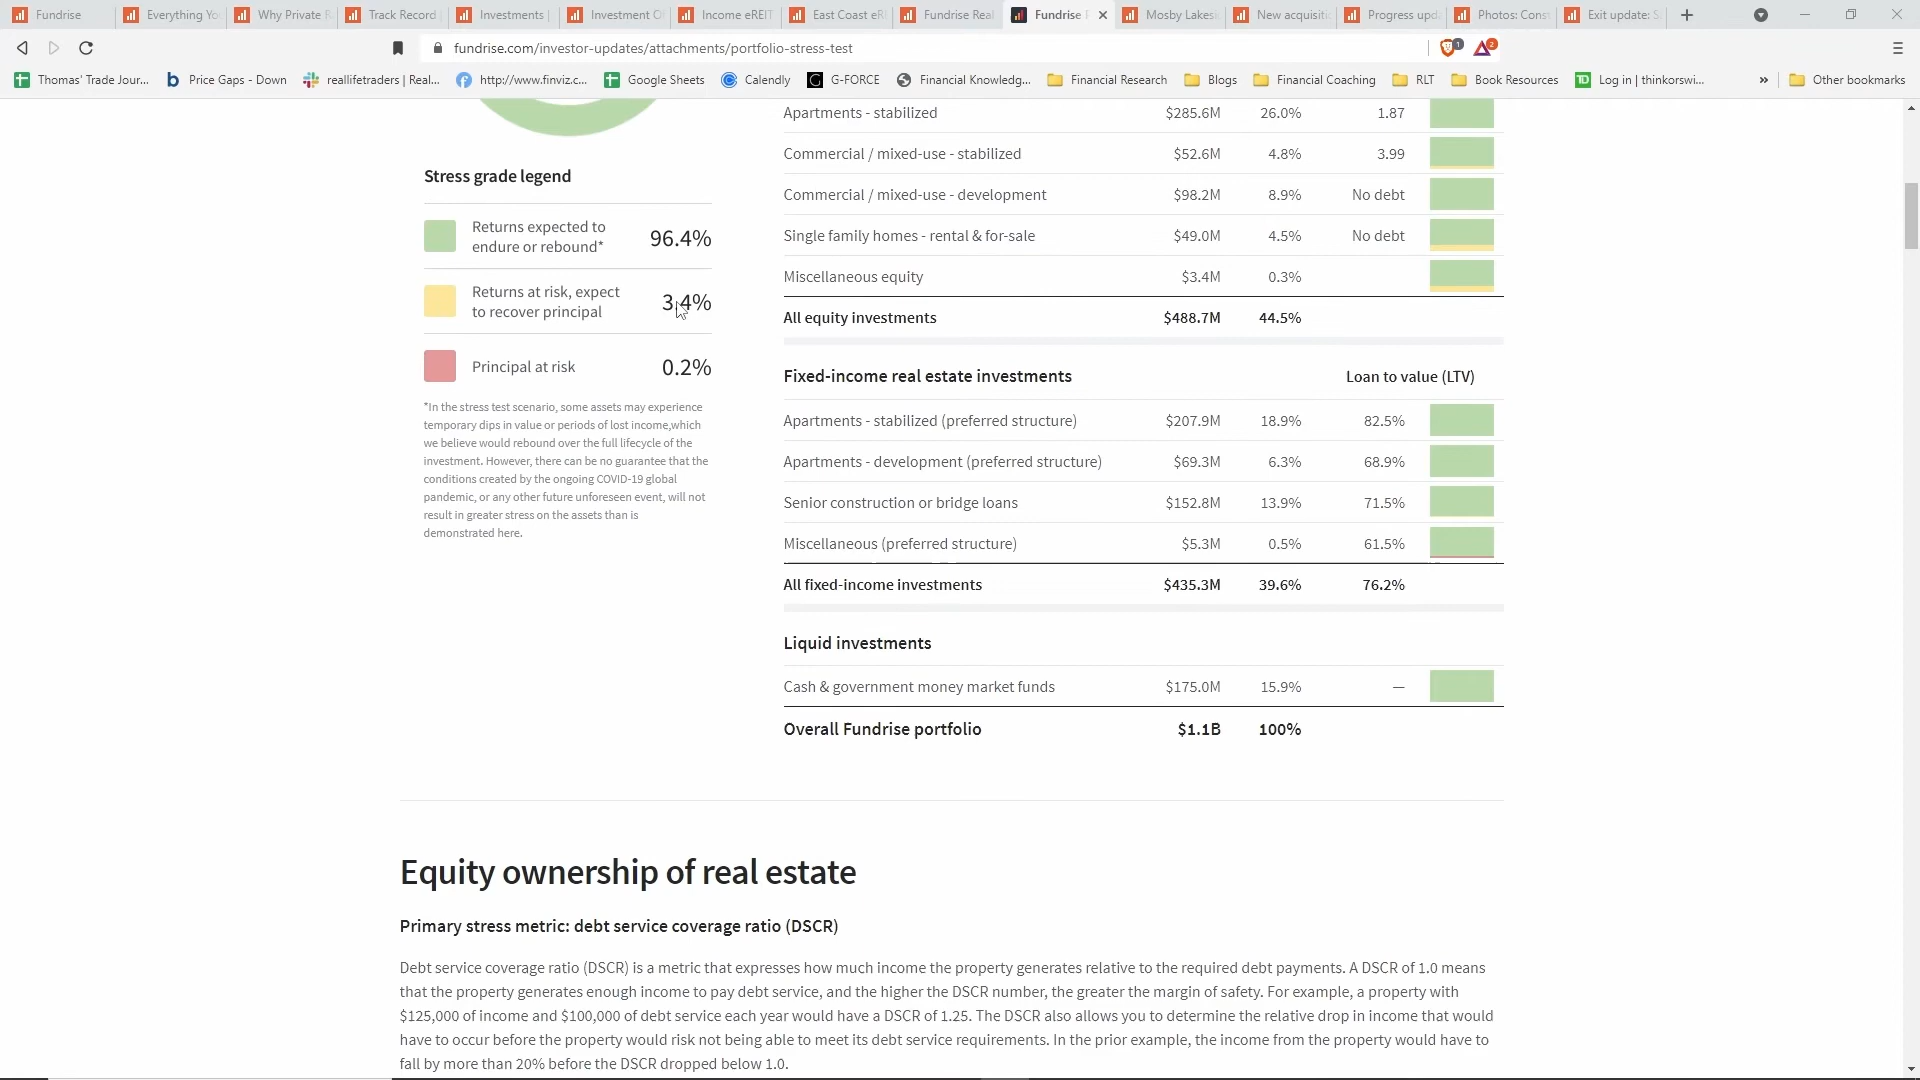 Fundrise
Everything Yo
Why Private R
Track Record
Investments |
Investment O
Income eREIT
East Coast eR
Fundrise Real
Fundrise P
Mosby Lakesi
New acquisiti
Progress upd
Photos: Const
Exit update: S
fundrise.com/investor-updates/attachments/portfolio-stress-test
1
2
Thomas' Trade Jour...
Price Gaps - Down
reallifetraders | Real...
http://www.finviz.c...
Google Sheets
Calendly
G-FORCE
Financial Knowledg...
Financial Research
Blogs
Financial Coaching
RLT
Book Resources
Log in | thinkorswi...
»
Other bookmarks
Stress grade legend
Returns expected to
endure or rebound*
96.4%
Returns at risk, expect
to recover principal
3.4%
Principal at risk
0.2%
*In the stress test scenario, some assets may experience
temporary dips in value or periods of lost income,which
we believe would rebound over the full lifecycle of the
investment. However, there can be no guarantee that the
conditions created by the ongoing COVID-19 global
pandemic, or any other future unforeseen event, will not
result in greater stress on the assets than is
demonstrated here.
Apartments - stabilized $285.6M 26.0% 1.87
Commercial / mixed-use - stabilized $52.6M 4.8% 3.99
Commercial / mixed-use - development $98.2M 8.9% No debt
Single family homes - rental & for-sale $49.0M 4.5% No debt
Miscellaneous equity $3.4M 0.3%
All equity investments $488.7M 44.5%
Fixed-income real estate investments Loan to value (LTV)
Apartments - stabilized (preferred structure) $207.9M 18.9% 82.5%
Apartments - development (preferred structure) $69.3M 6.3% 68.9%
Senior construction or bridge loans $152.8M 13.9% 71.5%
Miscellaneous (preferred structure) $5.3M 0.5% 61.5%
All fixed-income investments $435.3M 39.6% 76.2%
Liquid investments
Cash & government money market funds $175.0M 15.9% —
Overall Fundrise portfolio $1.1B 100%
Equity ownership of real estate
Primary stress metric: debt service coverage ratio (DSCR)
Debt service coverage ratio (DSCR) is a metric that expresses how much income the property generates relative to the required debt payments. A DSCR of 1.0 means
that the property generates enough income to pay debt service, and the higher the DSCR number, the greater the margin of safety. For example, a property with
$125,000 of income and $100,000 of debt service each year would have a DSCR of 1.25. The DSCR also allows you to determine the relative drop in income that would
have to occur before the property would risk not being able to meet its debt service requirements. In the prior example, the income from the property would have to
fall by more than 20% before the DSCR dropped below 1.0.